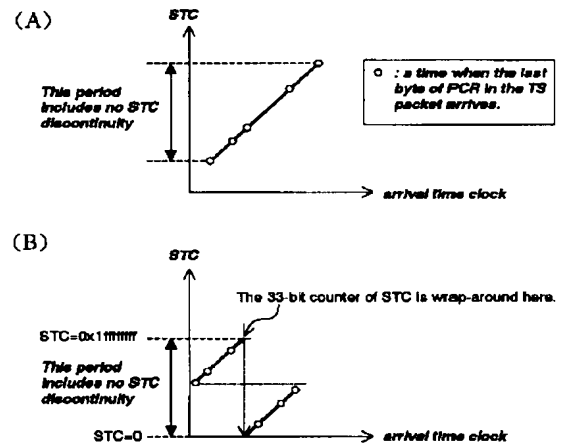 (A)
STC
This period
includes no STC
discontinuity
o : a time when the last
byte of PCR in the TS
packet arrives.
arrival time clock
(B)
STC
The 33-bit counter of STC is wrap-around here.
STC=0x1ffffffff
This period
includes no STC
discontinuity
STC=0
arrival time clock